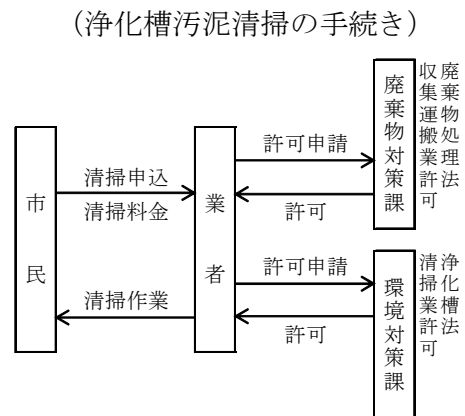 （浄化槽汚泥清掃の手続き）
市民
清掃申込
清掃料金
清掃作業
業者
許可申請
許可
許可申請
許可
廃棄物対策課
廃棄物処理法
収集運搬業許可
環境対策課
浄化槽法
清掃業許可